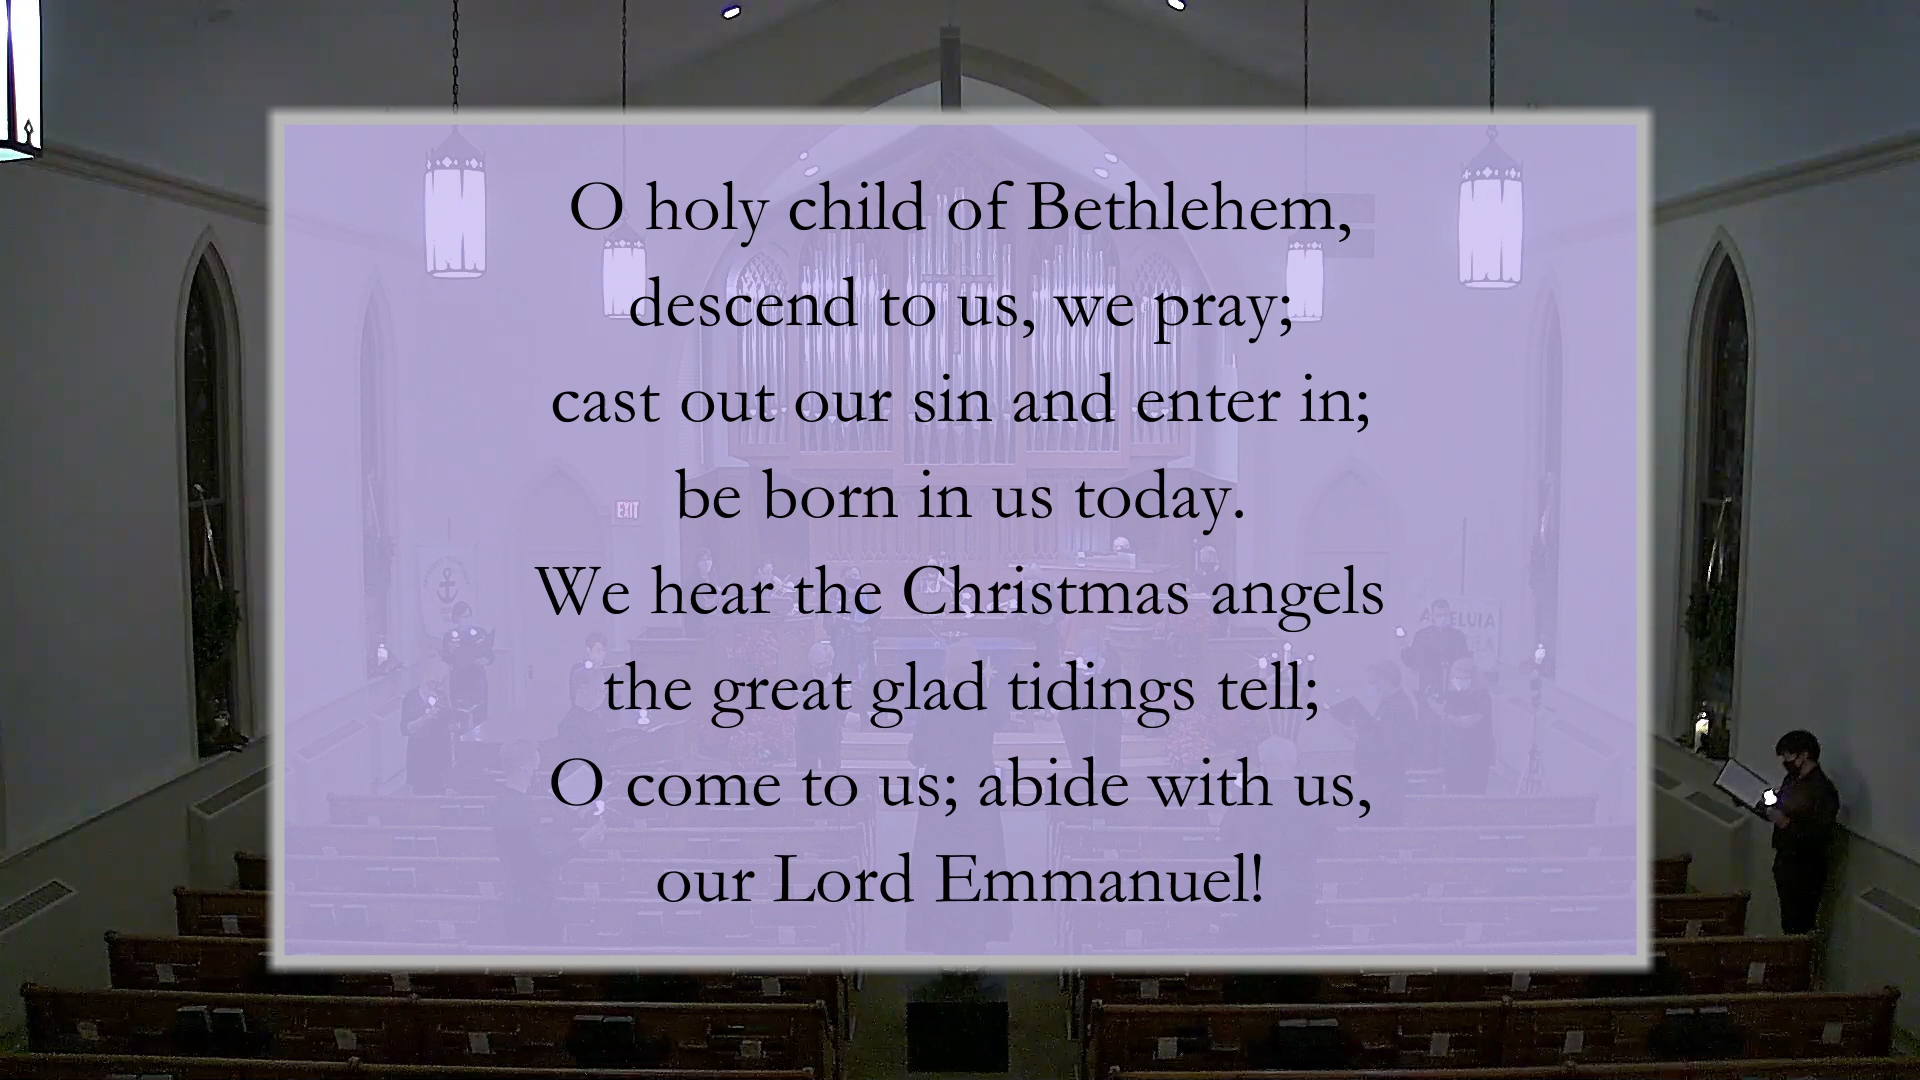 O holy child of Bethlehem,
descend to us, we pray;
cast out our sin and enter in;
be born in us today.
EXIT
We hear the Christmas angels
the great glad tidings tell;
O come to us; abide with us,
our Lord Emmanuel!